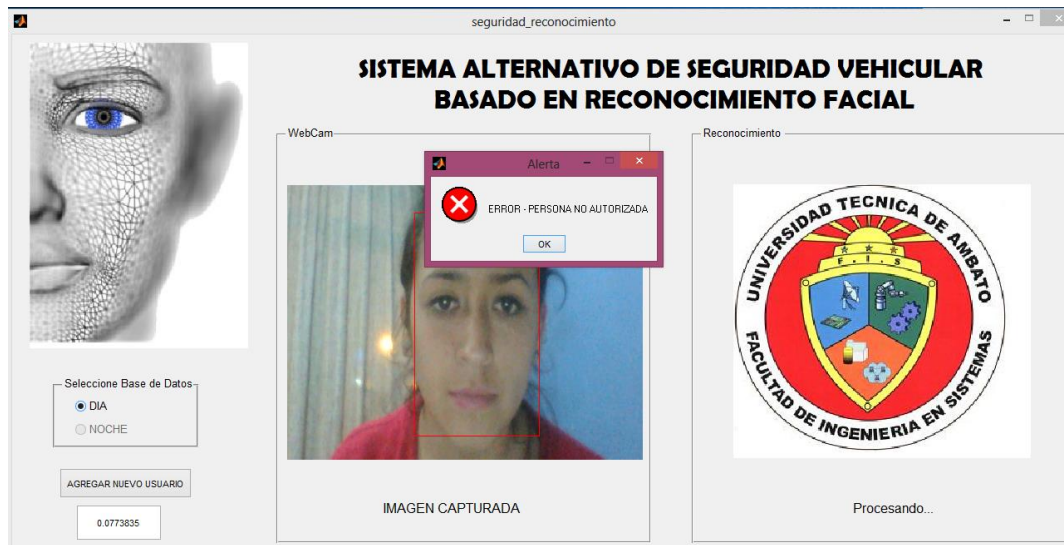 seguridad_reconocimiento
SISTEMA ALTERNATIVO DE SEGURIDAD VEHICULAR
BASADO EN RECONOCIMIENTO FACIAL
WebCam
Reconocimiento
Alerta
ERROR - PERSONA NO AUTORIZADA
OK
UNIVERSIDAD TECNICA DE AMBATO
F. I. S
FACULTAD DE INGENIERIA EN SISTEMAS
Seleccione Base de Datos
DIA
NOCHE
AGREGAR NUEVO USUARIO
0.0773835
IMAGEN CAPTURADA
Procesando...